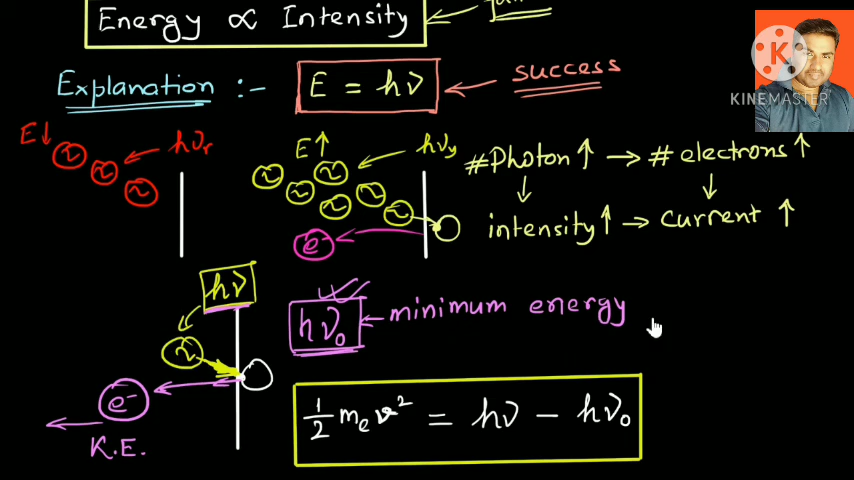 Energy ∝ Intensity
Explanation :-
E = hν
success
K
KINEMASTER
E↓
hνr
E↑
hνy
#Photon↑ → # electrons↑
intensity↑ → current ↑
e-
hν
hν₀
minimum energy
e-
K.E.
½ mₑv² = hν – hν₀